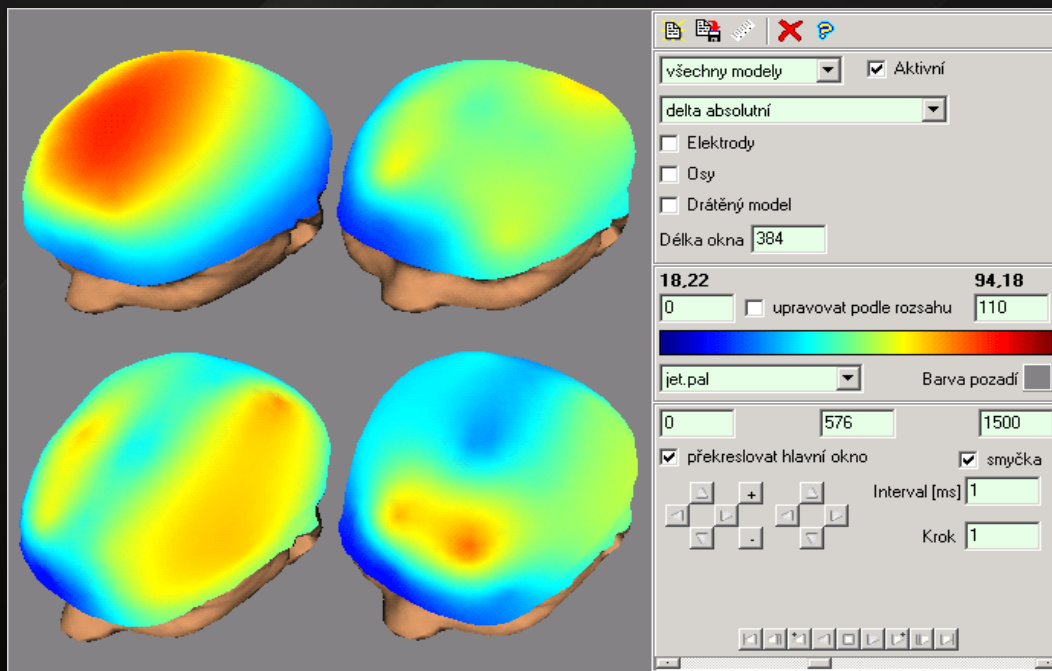 všechny modely Aktivní
delta absolutní
Elektrody
Osy
Drátěný model
Délka okna 384
18,22 94,18
0 upravovat podle rozsahu 110
jet.pal Barva pozadí
0 576 1500
překreslovat hlavní okno smyčka
Interval [ms] 1
+
-
Krok 1